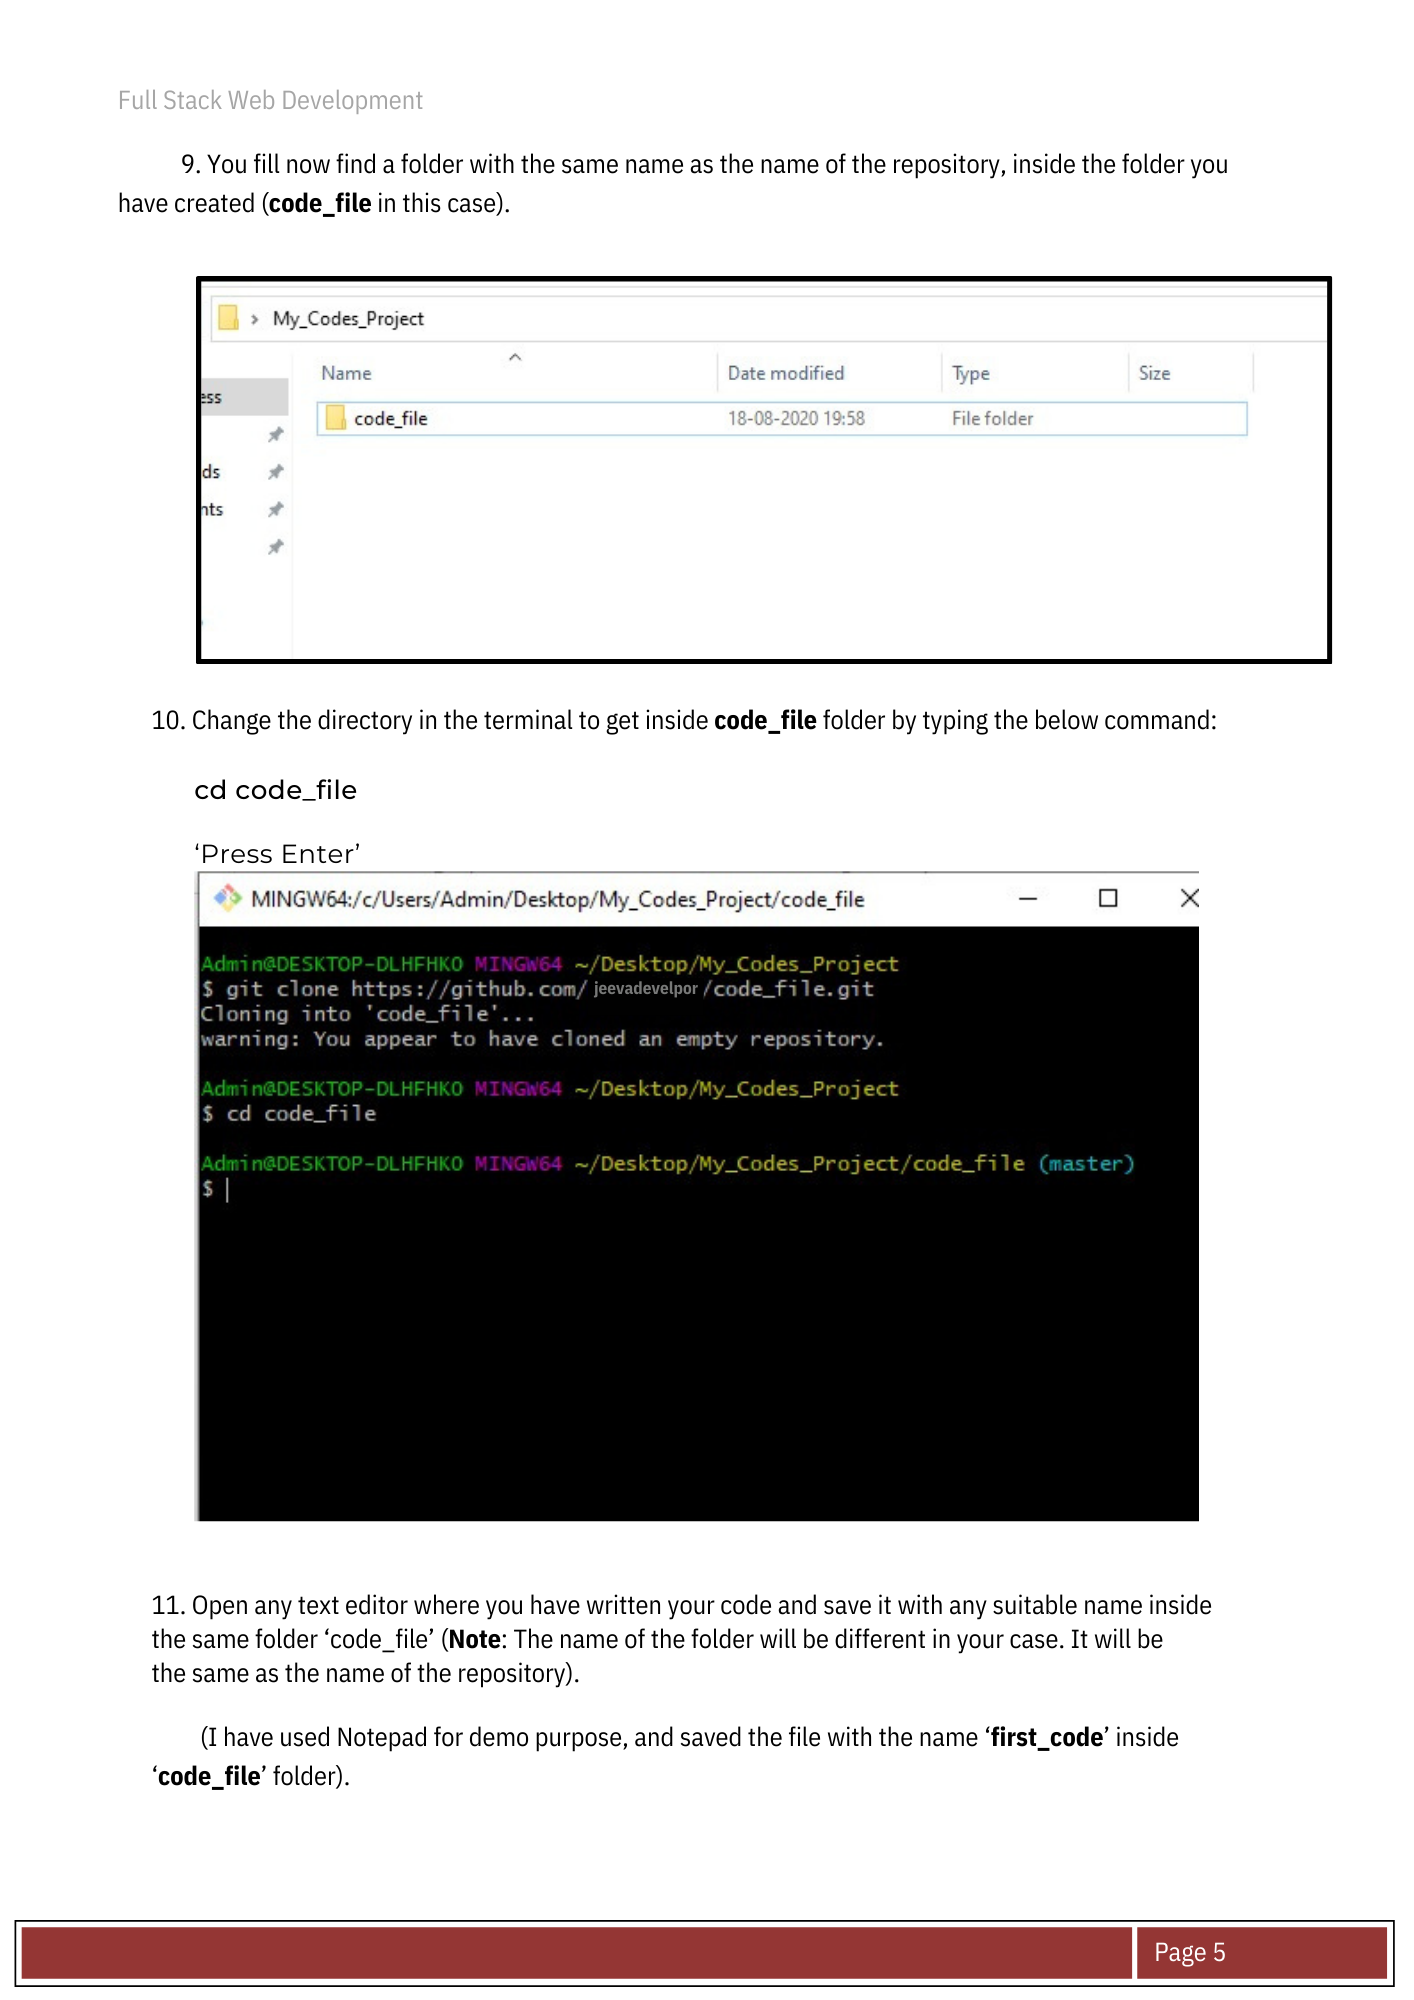 Full Stack Web Development
9. You fill now find a folder with the same name as the name of the repository, inside the folder you
have created (code_file in this case).
My_Codes_Project
Name Date modified Type Size
ess
code_file 18-08-2020 19:58 File folder
ds
nts
10. Change the directory in the terminal to get inside code_file folder by typing the below command:
cd code_file
‘Press Enter’
MINGW64:/c/Users/Admin/Desktop/My_Codes_Project/code_file
Admin@DESKTOP-DLHFHKO MINGW64 ~/Desktop/My_Codes_Project
$ git clone https://github.com/ jeevadevelpor /code_file.git
Cloning into 'code_file'...
warning: You appear to have cloned an empty repository.
Admin@DESKTOP-DLHFHKO MINGW64 ~/Desktop/My_Codes_Project
$ cd code_file
Admin@DESKTOP-DLHFHKO MINGW64 ~/Desktop/My_Codes_Project/code_file (master)
$
11. Open any text editor where you have written your code and save it with any suitable name inside
the same folder ‘code_file’ (Note: The name of the folder will be different in your case. It will be
the same as the name of the repository).
(I have used Notepad for demo purpose, and saved the file with the name ‘first_code’ inside
‘code_file’ folder).
Page 5